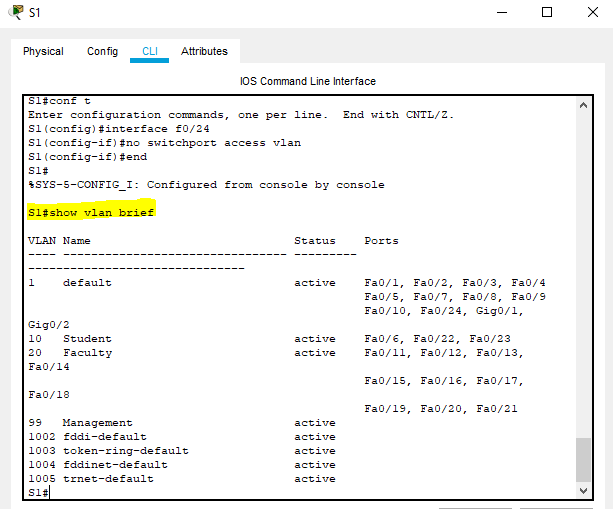 S1
Physical Config CLI Attributes
IOS Command Line Interface
S1#conf t
Enter configuration commands, one per line.  End with CNTL/Z.
S1(config)#interface f0/24
S1(config-if)#no switchport access vlan
S1(config-if)#end
S1#
%SYS-5-CONFIG_I: Configured from console by console
S1#show vlan brief
VLAN Name                             Status    Ports
---- -------------------------------- ---------
-------------------------------
1    default                          active    Fa0/1, Fa0/2, Fa0/3, Fa0/4
                                                Fa0/5, Fa0/7, Fa0/8, Fa0/9
                                                Fa0/10, Fa0/24, Gig0/1,
Gig0/2
10   Student                          active    Fa0/6, Fa0/22, Fa0/23
20   Faculty                          active    Fa0/11, Fa0/12, Fa0/13,
Fa0/14
                                                Fa0/15, Fa0/16, Fa0/17,
Fa0/18
                                                Fa0/19, Fa0/20, Fa0/21
99   Management                       active
1002 fddi-default                     active
1003 token-ring-default               active
1004 fddinet-default                  active
1005 trnet-default                    active
S1#